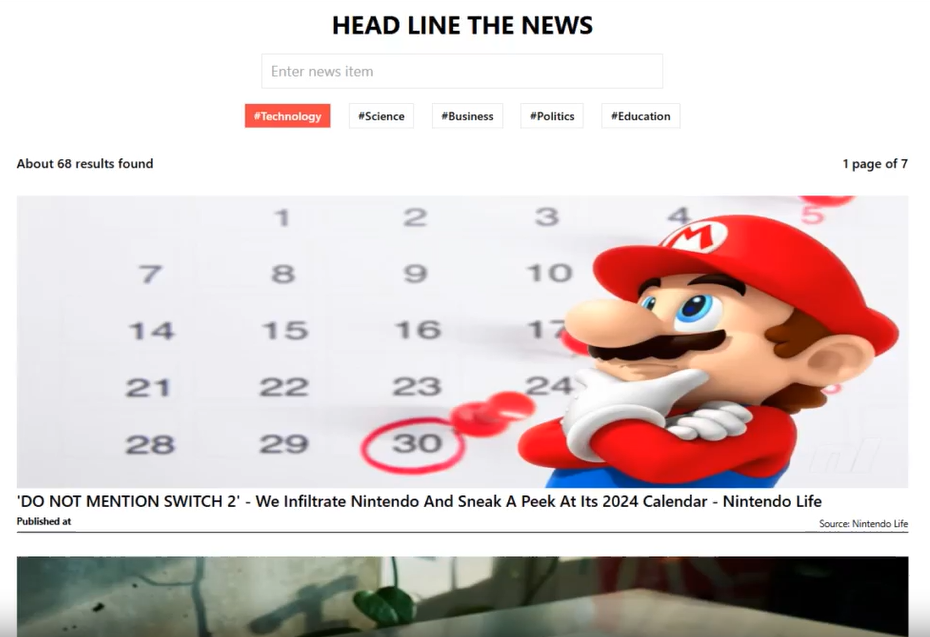 HEAD LINE THE NEWS
Enter news item
#Technology #Science #Business #Politics #Education
About 68 results found 1 page of 7
1 2 3 4 5
7 8 9 10
M
14 15 16 17
21 22 23 24
28 29 30
'DO NOT MENTION SWITCH 2' - We Infiltrate Nintendo And Sneak A Peek At Its 2024 Calendar - Nintendo Life
Published at Source: Nintendo Life